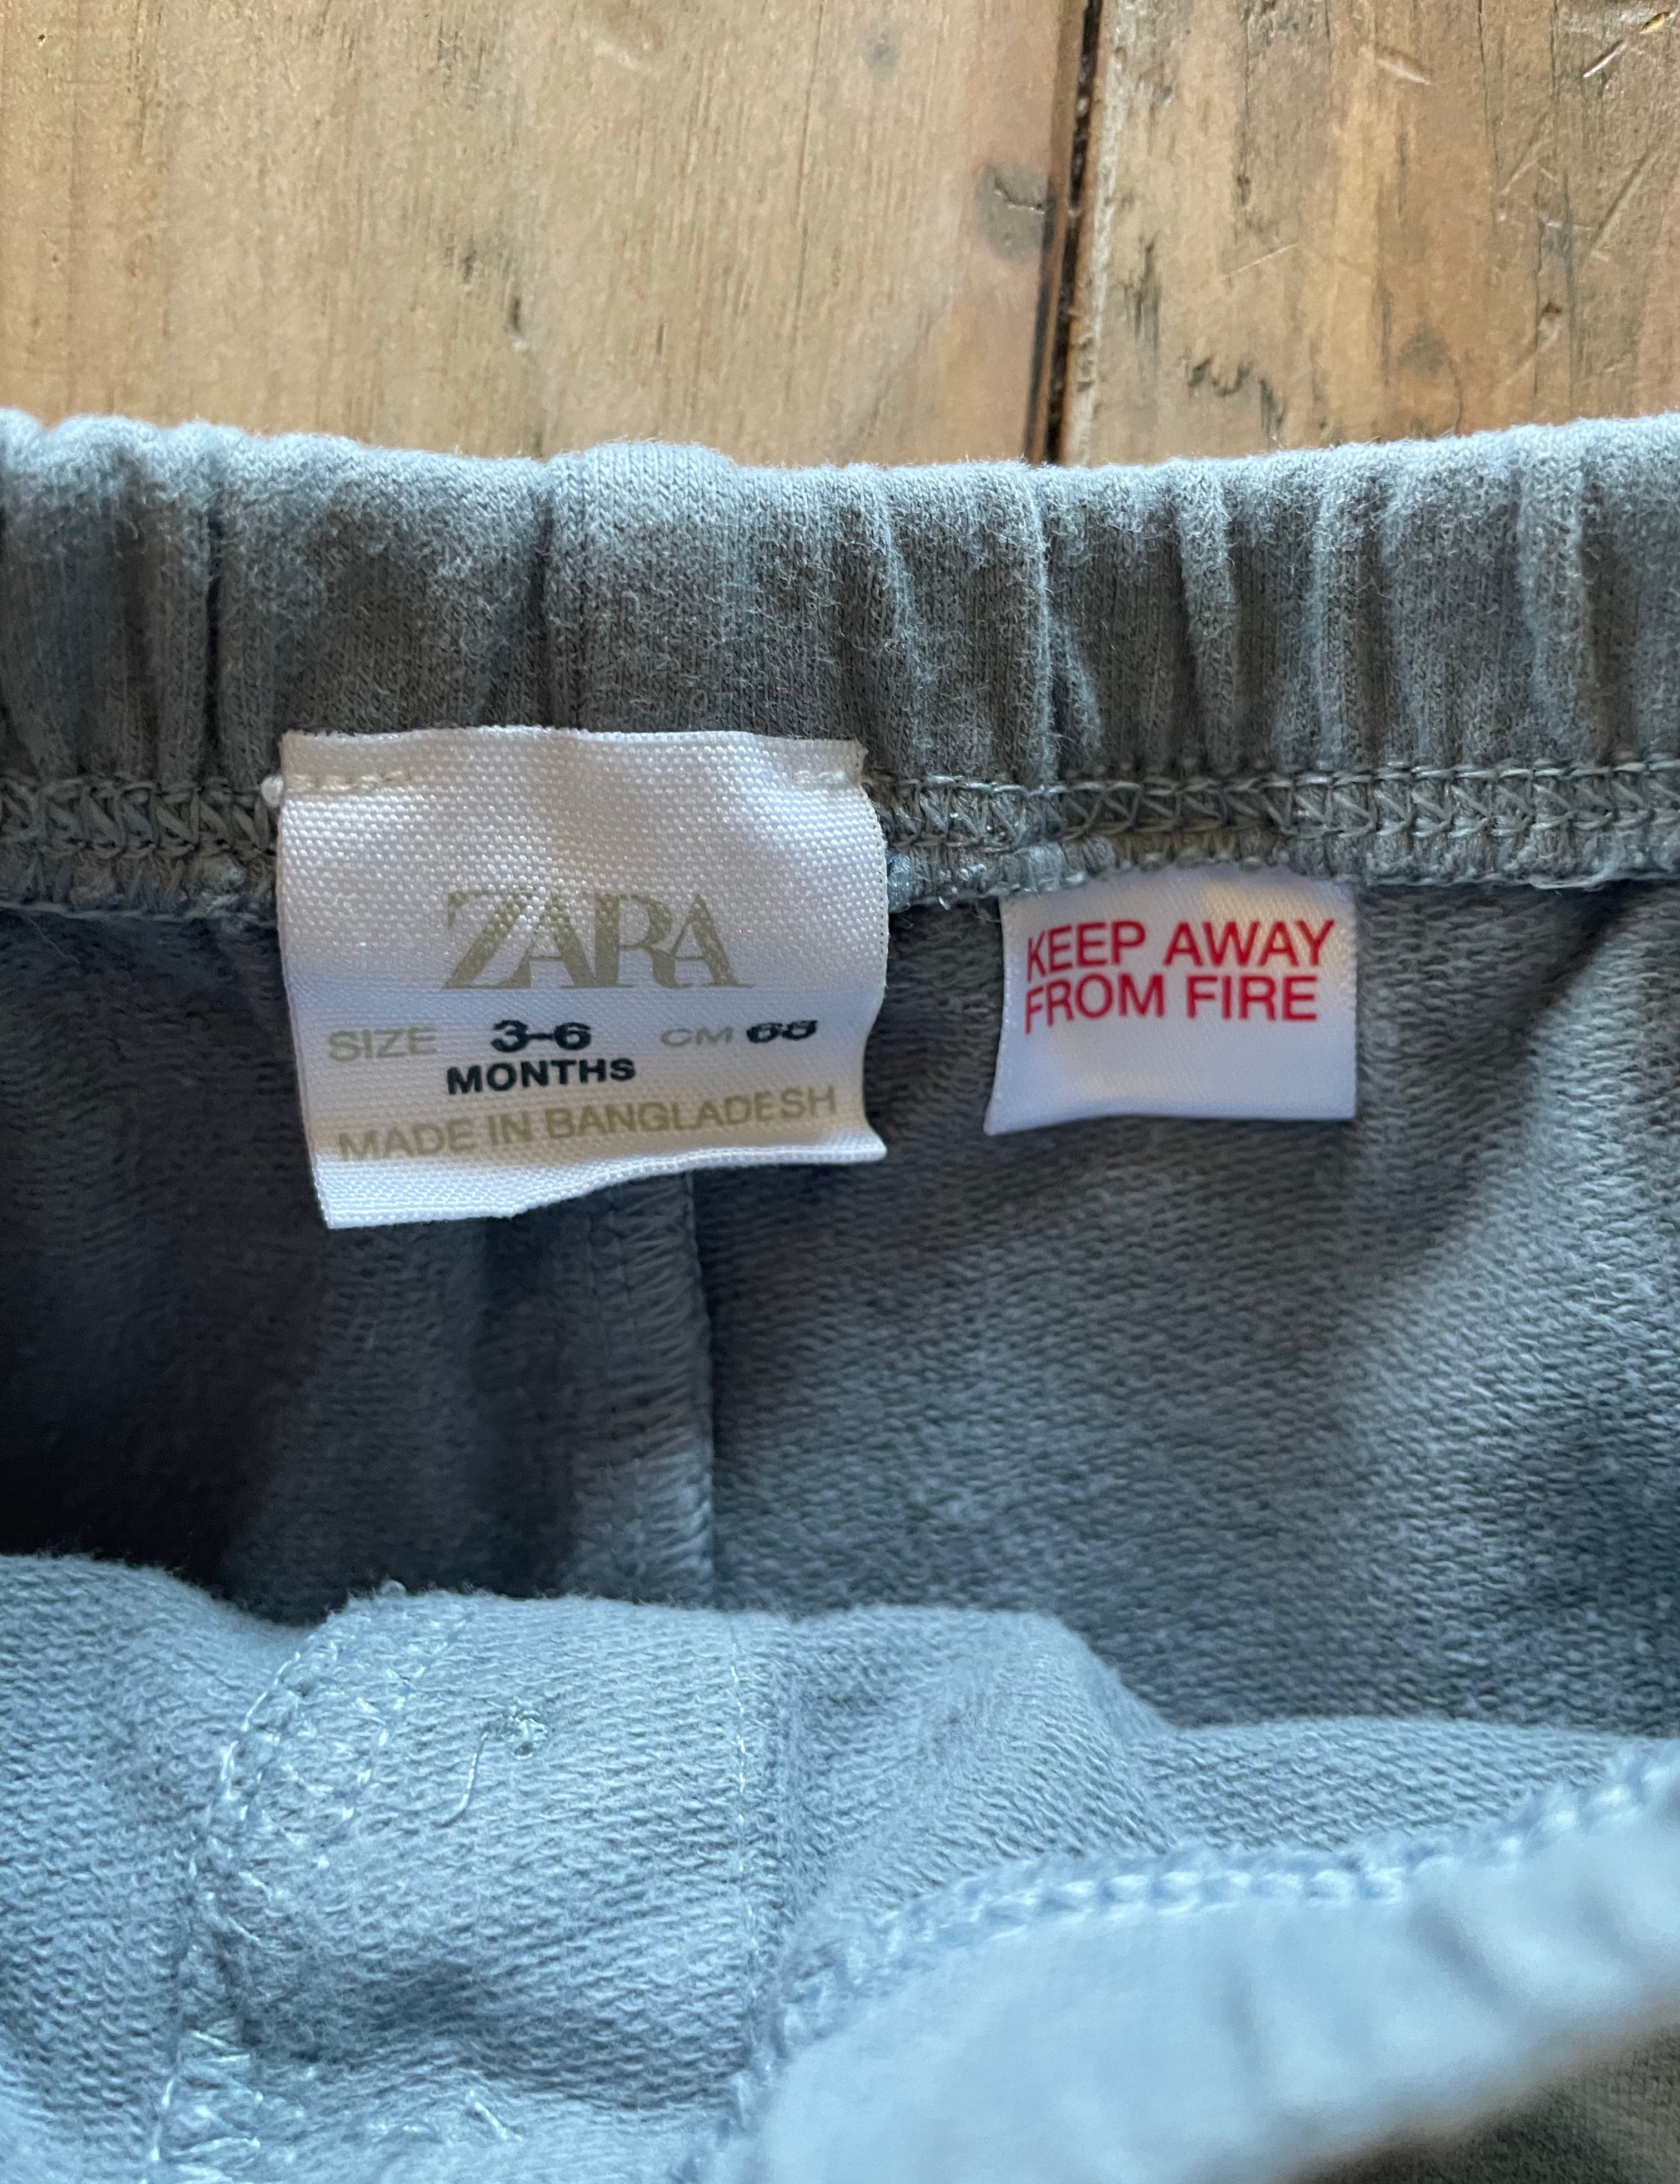 ZARA
SIZE 3-6 CM 68
MONTHS
MADE IN BANGLADESH
KEEP AWAY
FROM FIRE